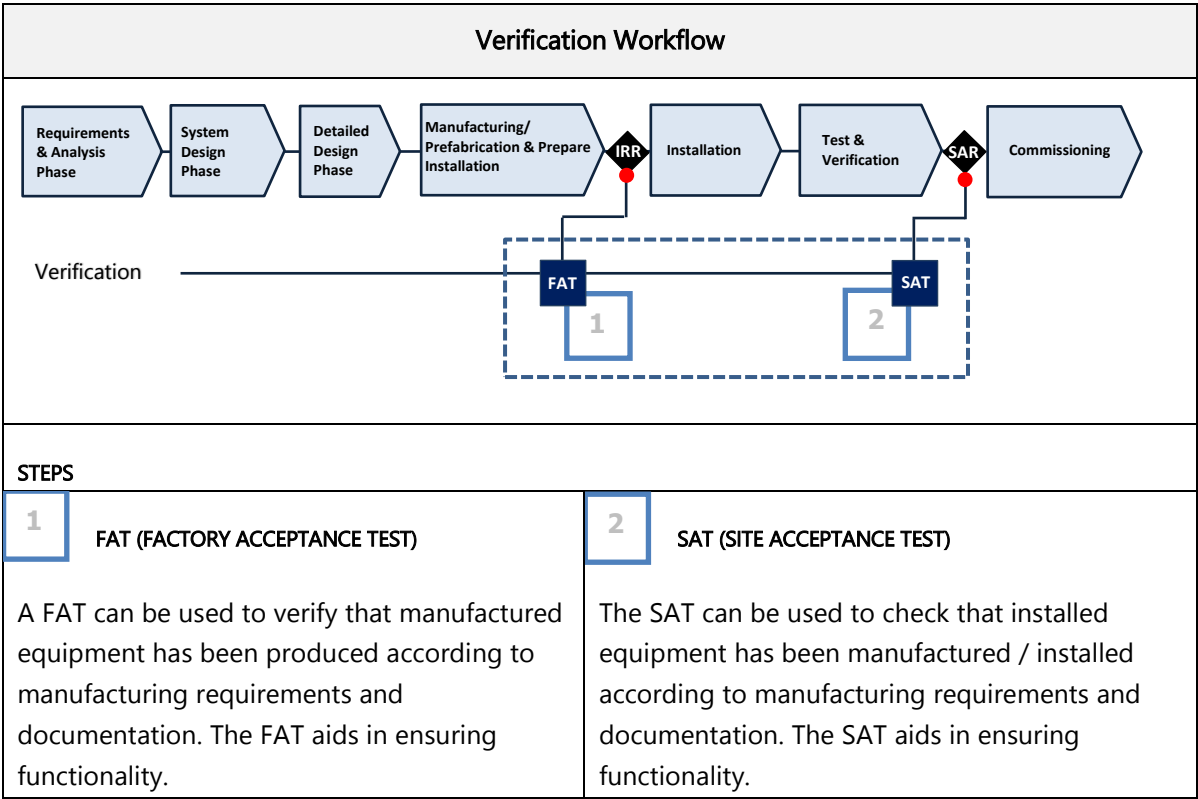 Verification Workflow
Requirements
& Analysis
Phase
System
Design
Phase
Detailed
Design
Phase
Manufacturing/
Prefabrication & Prepare
Installation
IRR
Installation
Test &
Verification
SAR
Commissioning
Verification
FAT
SAT
1
2
STEPS
1
FAT (FACTORY ACCEPTANCE TEST)
A FAT can be used to verify that manufactured
equipment has been produced according to
manufacturing requirements and
documentation. The FAT aids in ensuring
functionality.
2
SAT (SITE ACCEPTANCE TEST)
The SAT can be used to check that installed
equipment has been manufactured / installed
according to manufacturing requirements and
documentation. The SAT aids in ensuring
functionality.